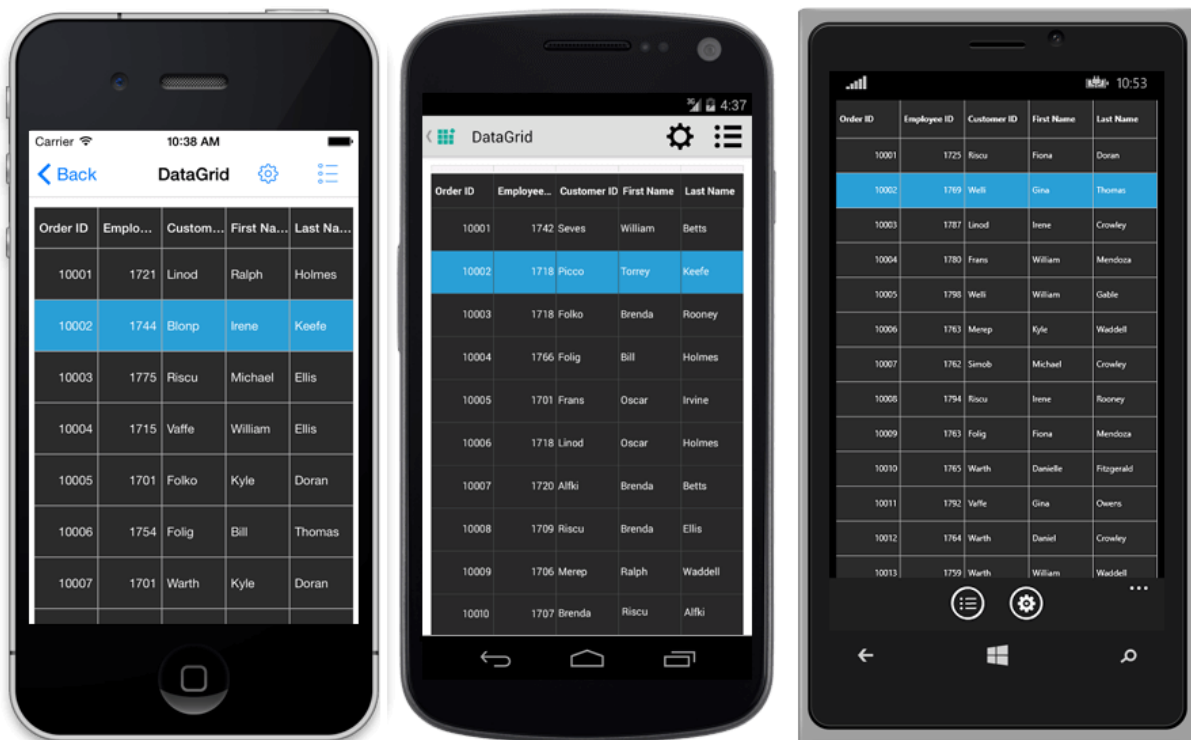 Carrier 10:38 AM
Back DataGrid
Order ID Emplo... Custom... First Na... Last Na...
10001 1721 Linod Ralph Holmes
10002 1744 Blonp Irene Keefe
10003 1775 Riscu Michael Ellis
10004 1715 Vaffe William Ellis
10005 1701 Folko Kyle Doran
10006 1754 Folig Bill Thomas
10007 1701 Warth Kyle Doran
3G 4:37
DataGrid
Order ID Employee... Customer ID First Name Last Name
10001 1742 Seves William Betts
10002 1718 Picco Torrey Keefe
10003 1718 Folko Brenda Rooney
10004 1766 Folig Bill Holmes
10005 1701 Frans Oscar Irvine
10006 1718 Linod Oscar Holmes
10007 1720 Alfki Brenda Betts
10008 1709 Riscu Brenda Ellis
10009 1706 Merep Ralph Waddell
10010 1707 Brenda Riscu Alfki
10:53
Order ID Employee ID Customer ID First Name Last Name
10001 1725 Riscu Fiona Doran
10002 1769 Welli Gina Thomas
10003 1787 Linod Irene Crowley
10004 1780 Frans William Mendoza
10005 1798 Welli William Gable
10006 1763 Merep Kyle Waddell
10007 1762 Simob Michael Crowley
10008 1794 Riscu Irene Rooney
10009 1763 Folig Fiona Mendoza
10010 1765 Warth Danielle Fitzgerald
10011 1792 Vaffe Gina Owens
10012 1764 Warth Daniel Crowley
10013 1759 Warth William Waddell